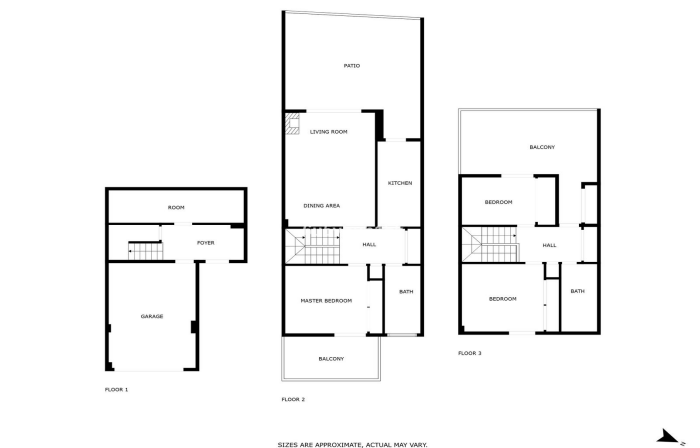 ROOM
FOYER
GARAGE
FLOOR 1
PATIO
LIVING ROOM
KITCHEN
DINING AREA
HALL
MASTER BEDROOM
BATH
BALCONY
FLOOR 2
BALCONY
BEDROOM
HALL
BEDROOM
BATH
FLOOR 3
SIZES ARE APPROXIMATE, ACTUAL MAY VARY.